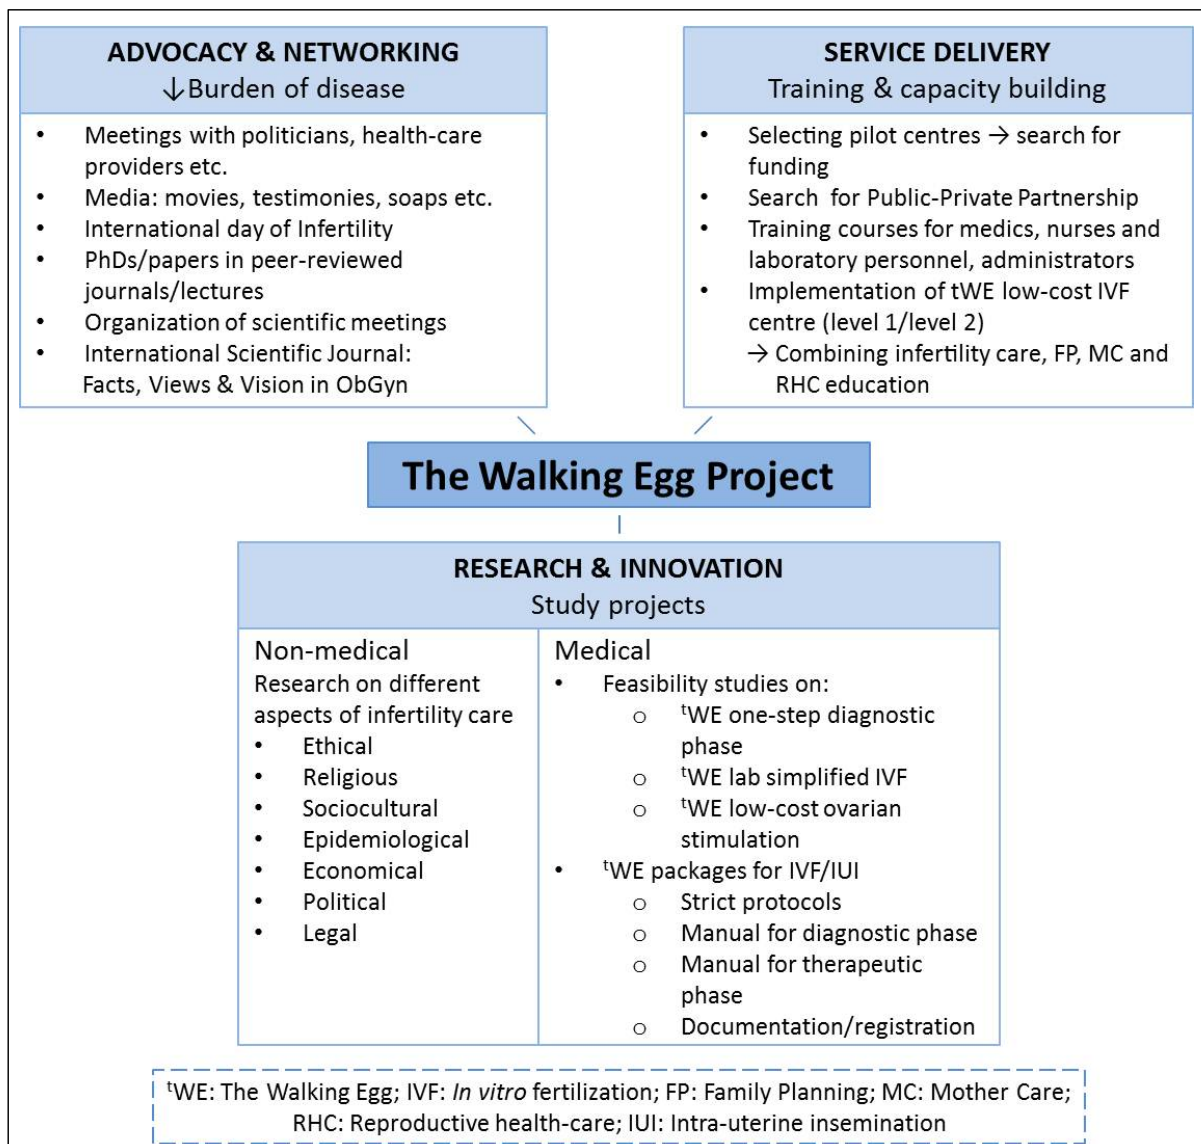 ADVOCACY & NETWORKING
↓Burden of disease
• Meetings with politicians, health-care
providers etc.
• Media: movies, testimonies, soaps etc.
• International day of Infertility
• PhDs/papers in peer-reviewed
journals/lectures
• Organization of scientific meetings
• International Scientific Journal:
Facts, Views & Vision in ObGyn
SERVICE DELIVERY
Training & capacity building
• Selecting pilot centres → search for
funding
• Search for Public-Private Partnership
• Training courses for medics, nurses and
laboratory personnel, administrators
• Implementation of tWE low-cost IVF
centre (level 1/level 2)
→ Combining infertility care, FP, MC and
RHC education
The Walking Egg Project
RESEARCH & INNOVATION
Study projects
Non-medical
Research on different
aspects of infertility care
• Ethical
• Religious
• Sociocultural
• Epidemiological
• Economical
• Political
• Legal
Medical
• Feasibility studies on:
o ᵗWE one-step diagnostic
phase
o ᵗWE lab simplified IVF
o ᵗWE low-cost ovarian
stimulation
• ᵗWE packages for IVF/IUI
o Strict protocols
o Manual for diagnostic phase
o Manual for therapeutic
phase
o Documentation/registration
ᵗWE: The Walking Egg; IVF: In vitro fertilization; FP: Family Planning; MC: Mother Care;
RHC: Reproductive health-care; IUI: Intra-uterine insemination